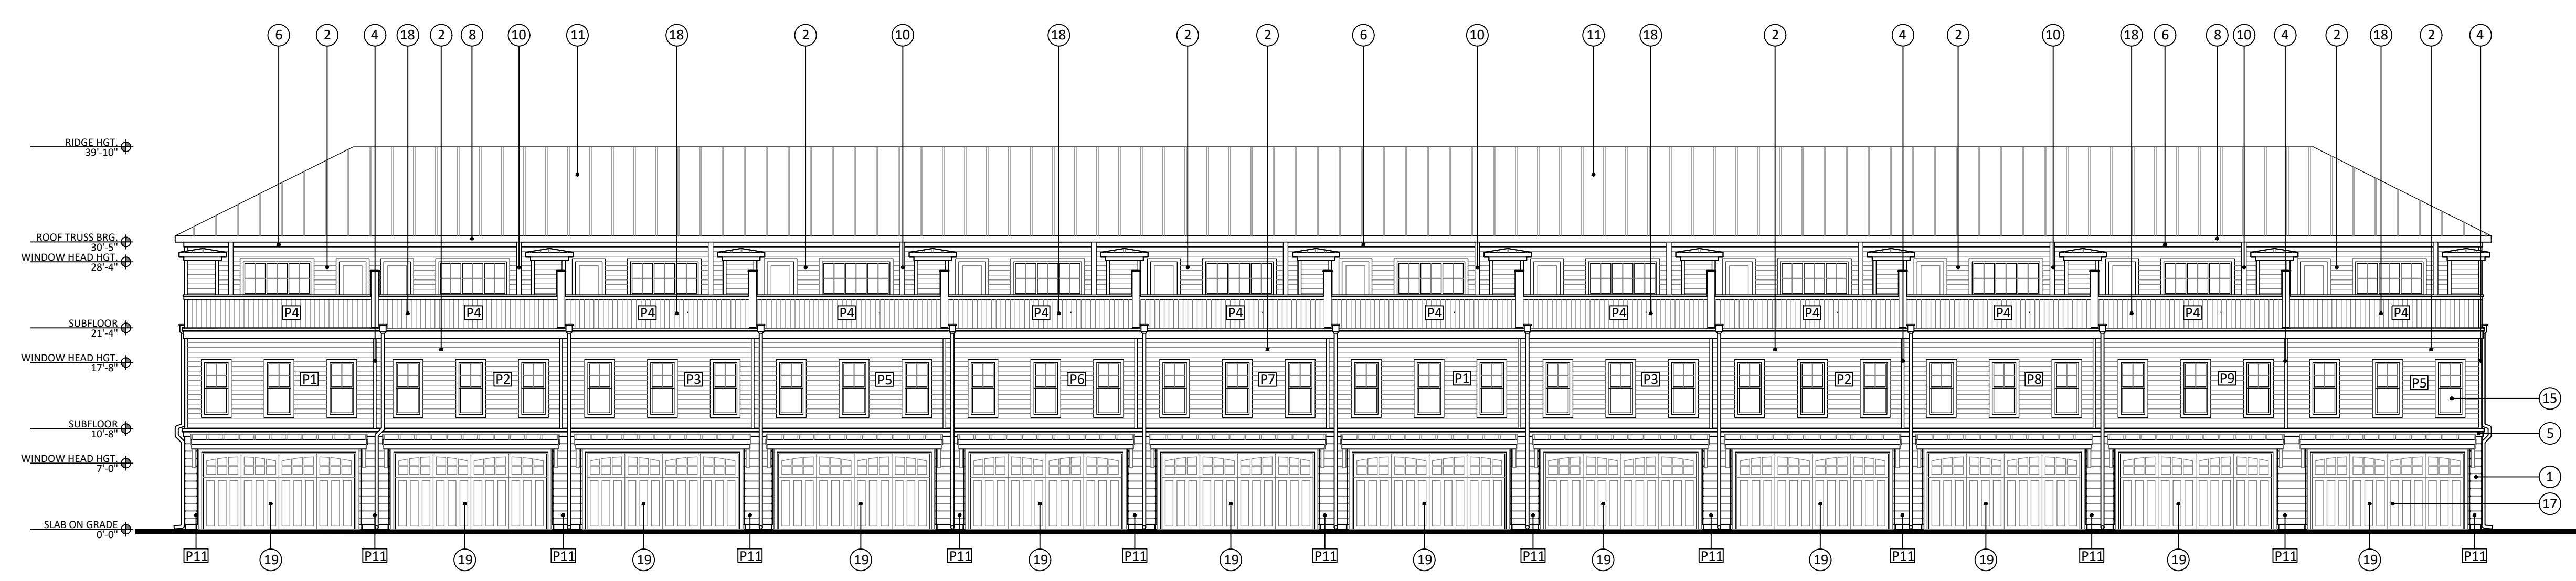 6 2 4 18 2 8 10 11 18 2 10 18 2 2 6 10 11 18 2 4 2 10 18 6 8 10 4 2 18 2 4
RIDGE HGT.
39'-10"
ROOF TRUSS BRG.
30'-5"
WINDOW HEAD HGT.
28'-4"
P4 P4 P4 P4 P4 P4 P4 P4 P4 P4 P4 P4
SUBFLOOR
21'-4"
WINDOW HEAD HGT.
17'-8"
P1 P2 P3 P5 P6 P7 P1 P3 P2 P8 P9 P5
15
SUBFLOOR
10'-8"
5
WINDOW HEAD HGT.
7'-0"
1
17
SLAB ON GRADE
0'-0"
P11 19 P11 19 P11 19 P11 19 P11 19 P11 19 P11 19 P11 19 P11 19 P11 19 P11 19 P11 19 P11